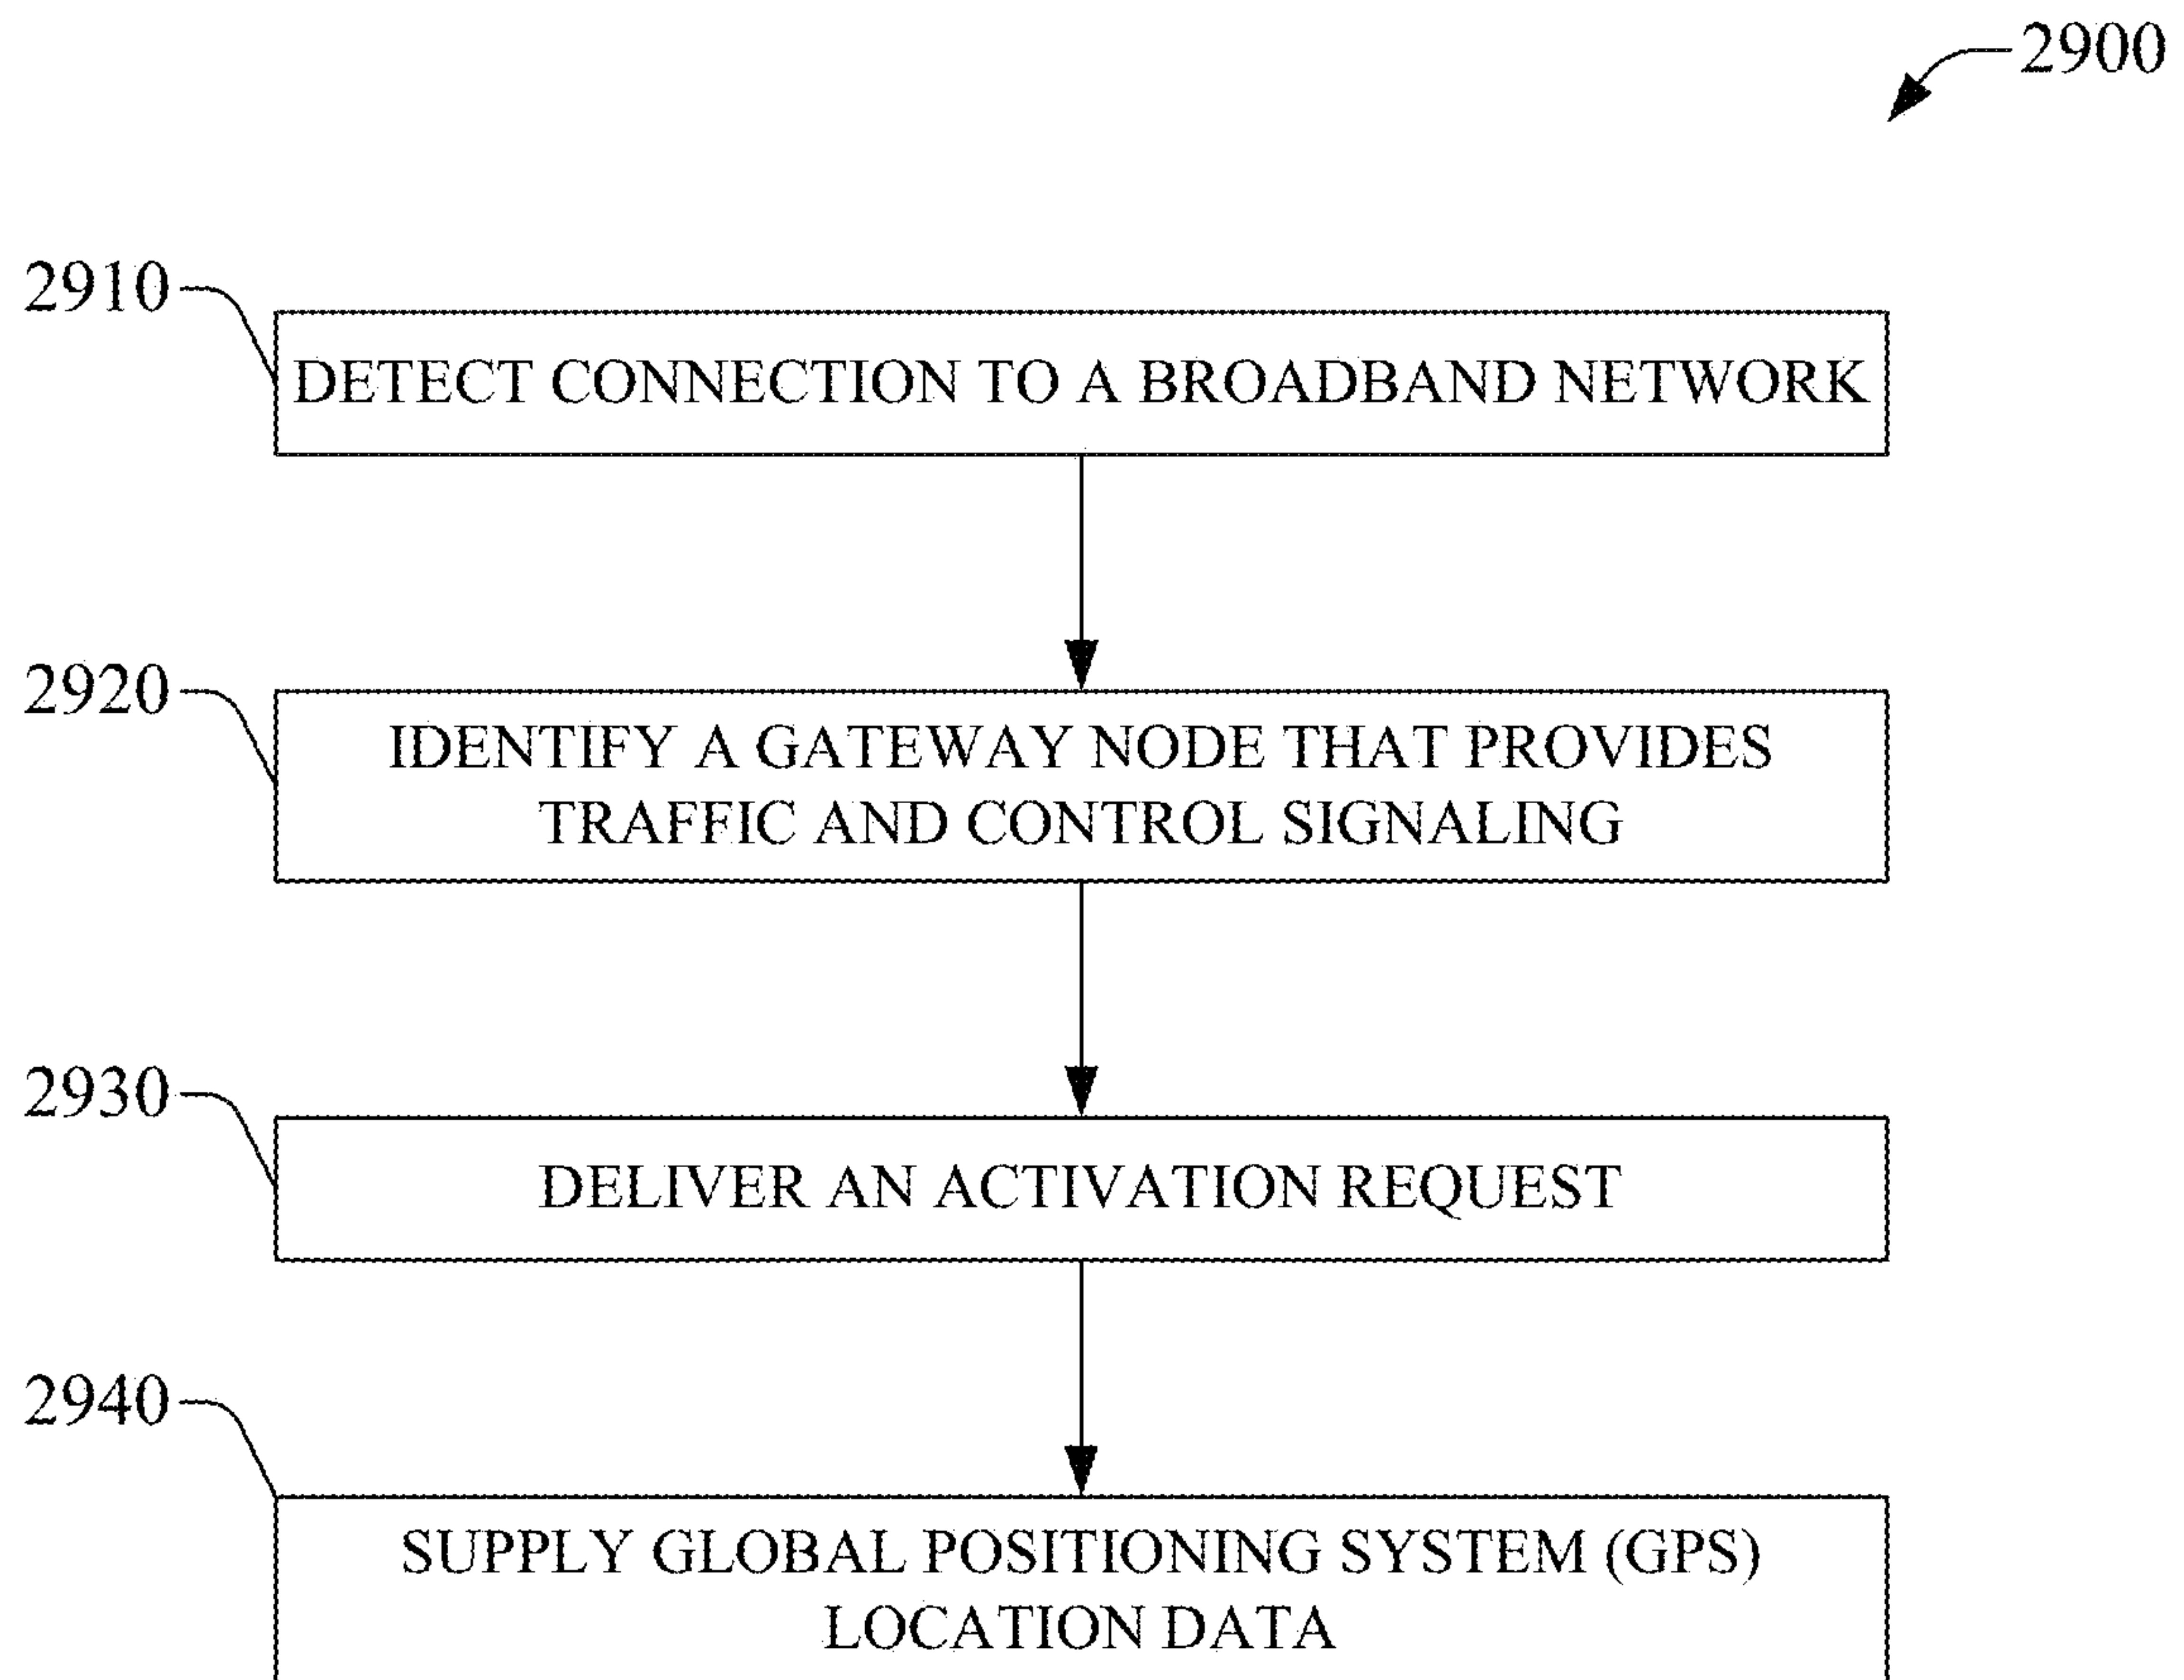 2900
2910
DETECT CONNECTION TO A BROADBAND NETWORK
2920
IDENTIFY A GATEWAY NODE THAT PROVIDES
TRAFFIC AND CONTROL SIGNALING
2930
DELIVER AN ACTIVATION REQUEST
2940
SUPPLY GLOBAL POSITIONING SYSTEM (GPS)
LOCATION DATA